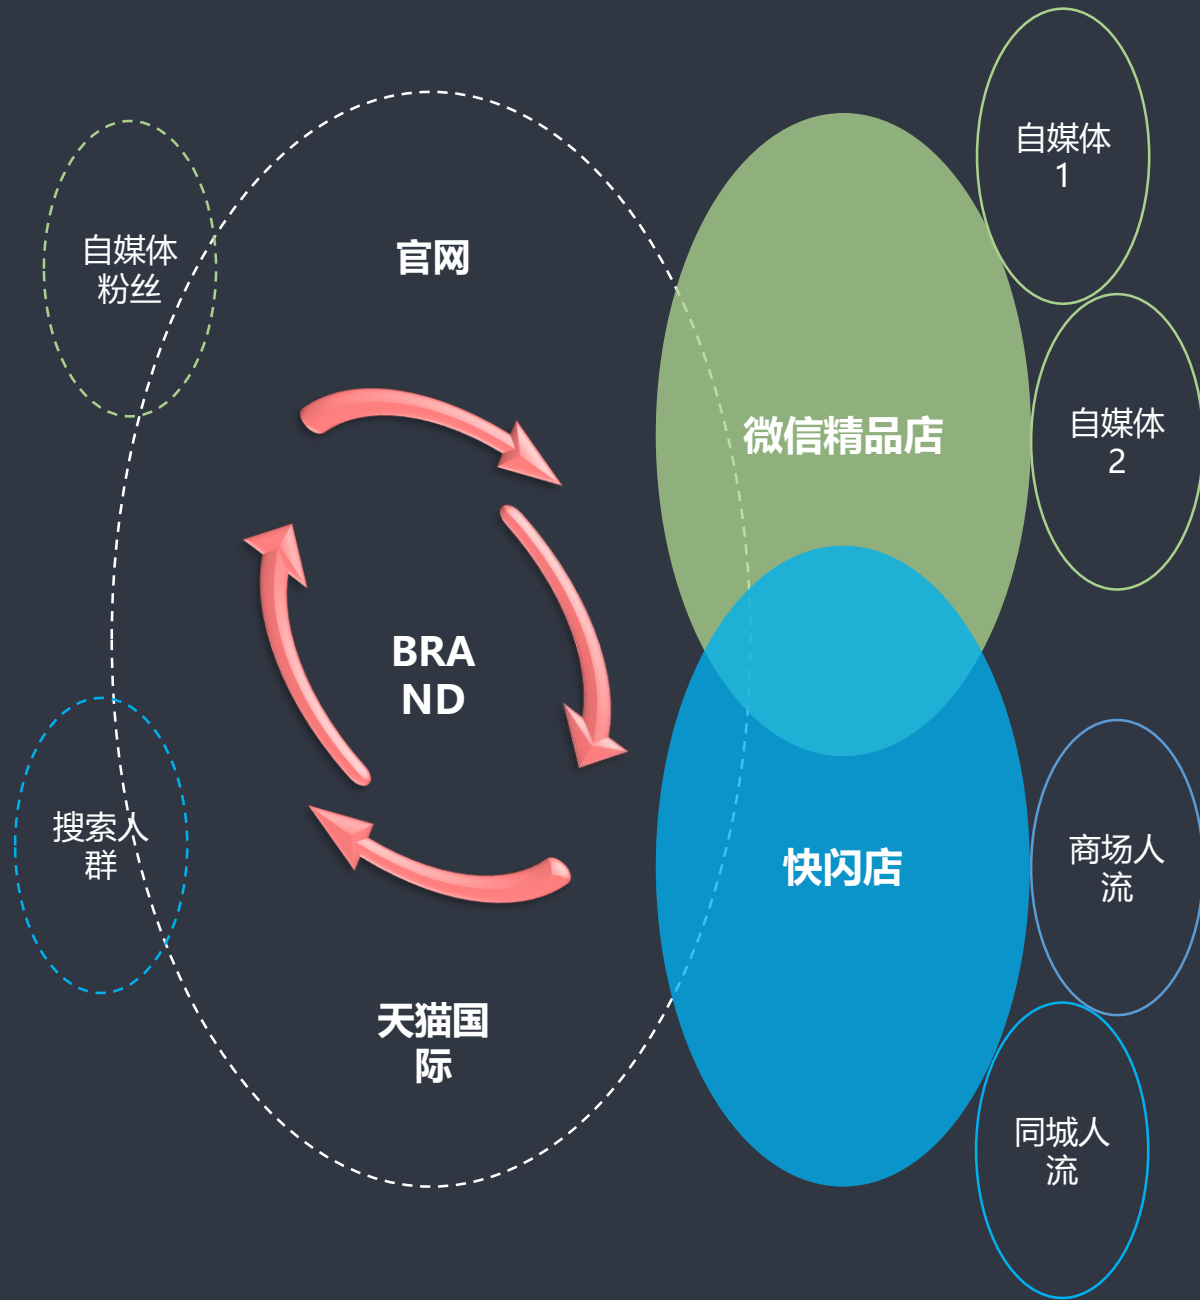 自媒体
1
自媒体
粉丝
官网
微信精品店
自媒体
2
BRA
ND
搜索人
群
快闪店
商场人
流
天猫国
际
同城人
流